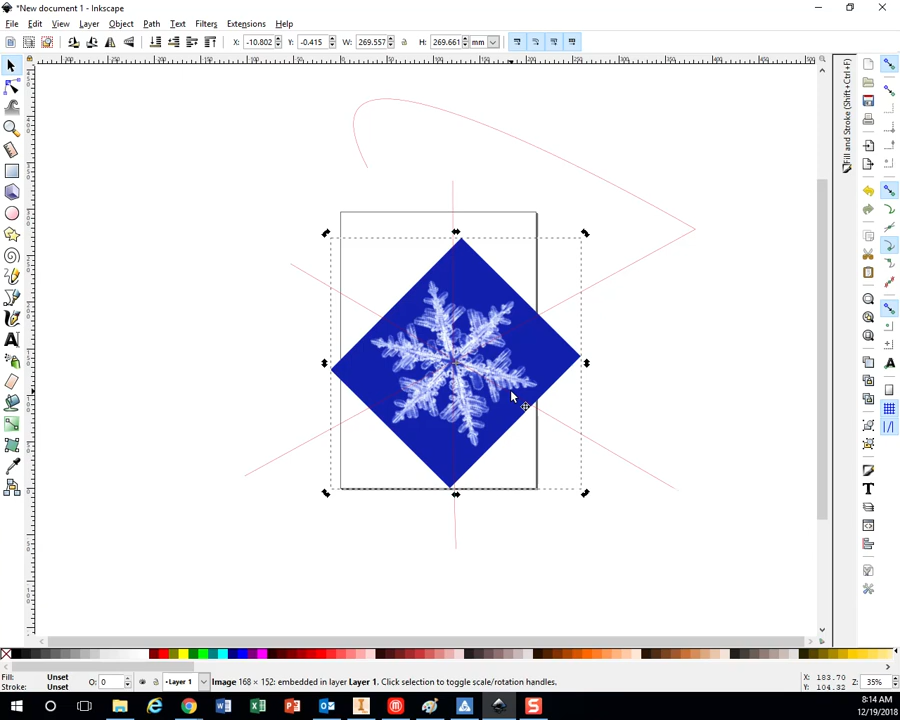 *New document 1 - Inkscape
File Edit View Layer Object Path Text Filters Extensions Help
X: -10.802 Y: -0.415 W: 269.557 H: 269.661 mm
Fill and Stroke (Shift+Ctrl+F)
Fill: Unset
Stroke: Unset
O: 0
Layer 1
Image 168 × 152: embedded in layer Layer 1. Click selection to toggle scale/rotation handles.
X: 183.70
Y: 104.32
Z: 35%
8:14 AM
12/19/2018